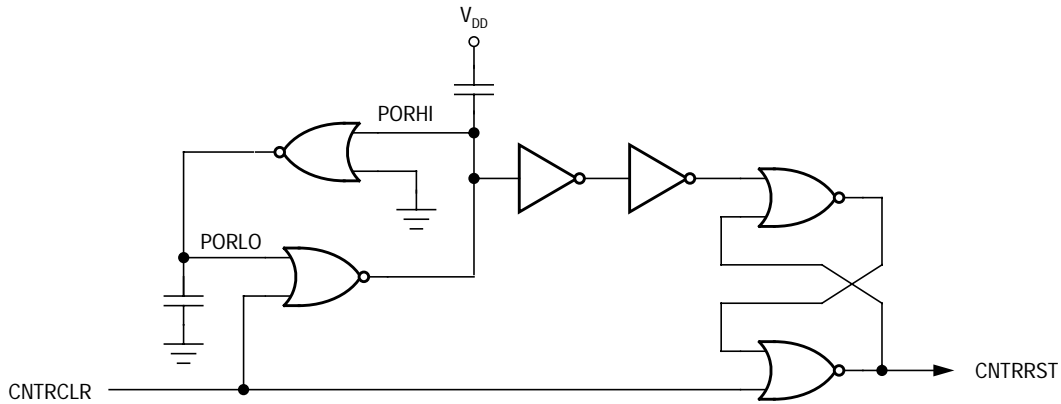 V_DD
PORHI
PORLO
CNTRCLR
CNTRRST